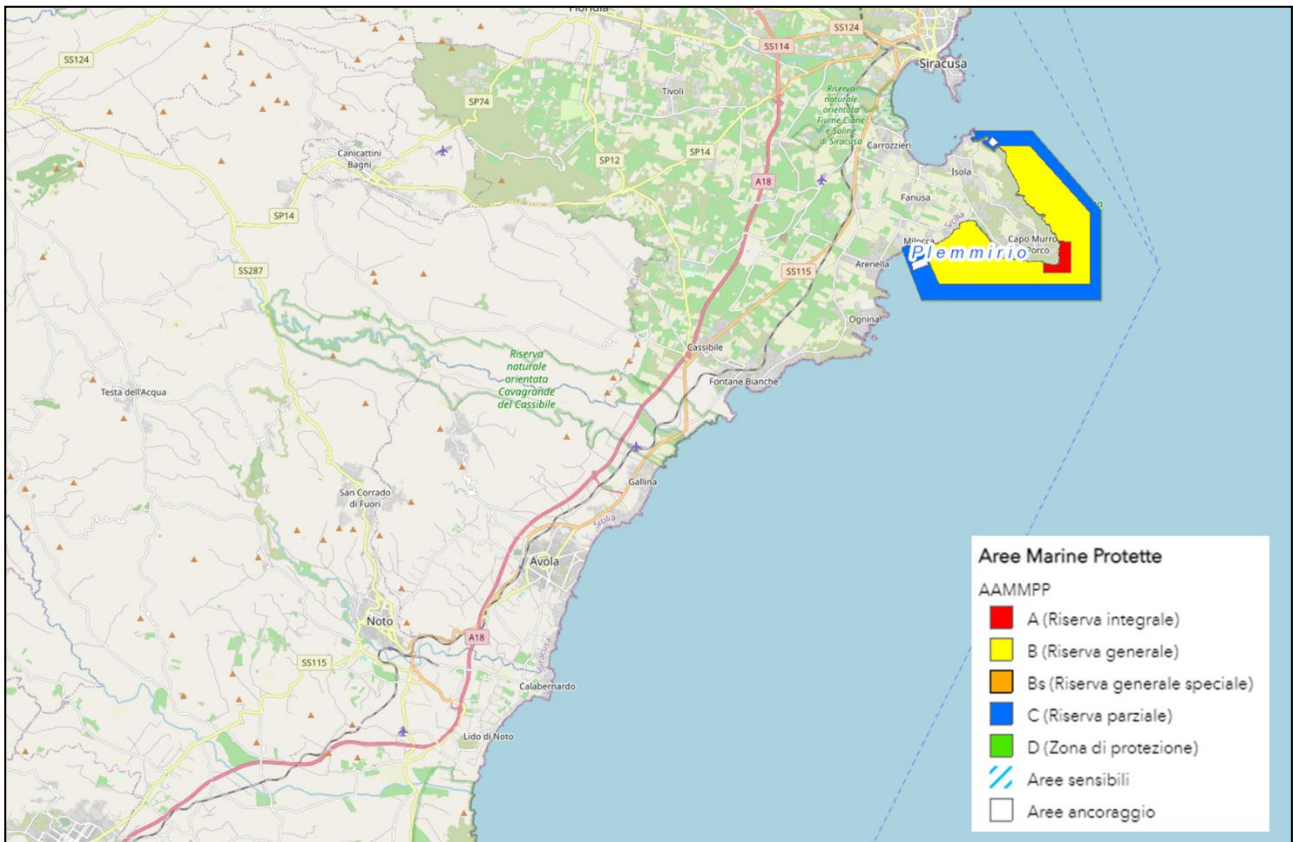 Floridia
SS124
SS124
SS114
Siracusa
Tivoli
SP74
Riserva
naturale
orientata
Fiume Ciane
e Saline
di Siracusa
Canicattini
Bagni
SP12
SP14
Carrozzieri
Isola
A18
Fanusa
SP14
Sicilia
Milocca
Capo Murro
di Porco
Plemmirio
Arenella
SS287
SS115
Ognina
Cassibile
Riserva
naturale
orientata
Cavagrande
del Cassibile
Fontane Bianche
Testa dell'Acqua
Gallina
San Corrado
di Fuori
Sicilia
Avola
Noto
A18
Siracusa
SS115
Calabernardo
Lido di Noto
Aree Marine Protette
AAMMPP
A (Riserva integrale)
B (Riserva generale)
Bs (Riserva generale speciale)
C (Riserva parziale)
D (Zona di protezione)
Aree sensibili
Aree ancoraggio